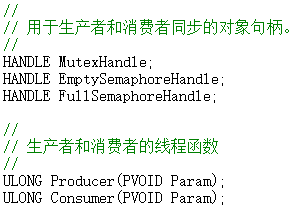 //
// 用于生产者和消费者同步的对象句柄。
//
HANDLE MutexHandle;
HANDLE EmptySemaphoreHandle;
HANDLE FullSemaphoreHandle;
//
// 生产者和消费者的线程函数
//
ULONG Producer(PVOID Param);
ULONG Consumer(PVOID Param);